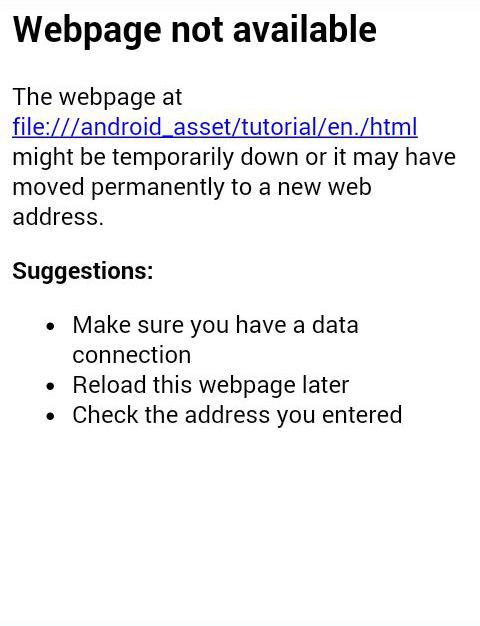 Webpage not available
The webpage at
file:///android_asset/tutorial/en./html
might be temporarily down or it may have
moved permanently to a new web
address.
Suggestions:
• Make sure you have a data
connection
• Reload this webpage later
• Check the address you entered